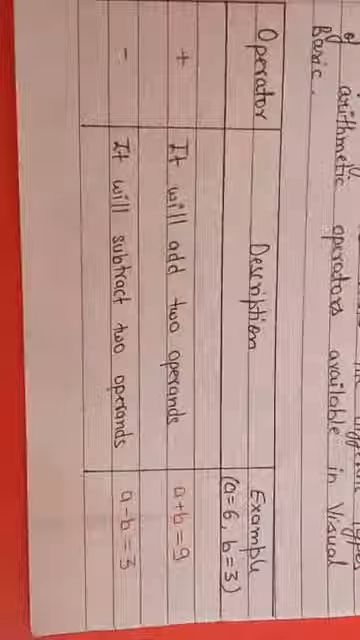 of arithmetic operators available in Visual
Basic.
Operator Description Example
(a=6, b=3)
+ It will add two operands a+b=9
- It will subtract two operands a-b=3